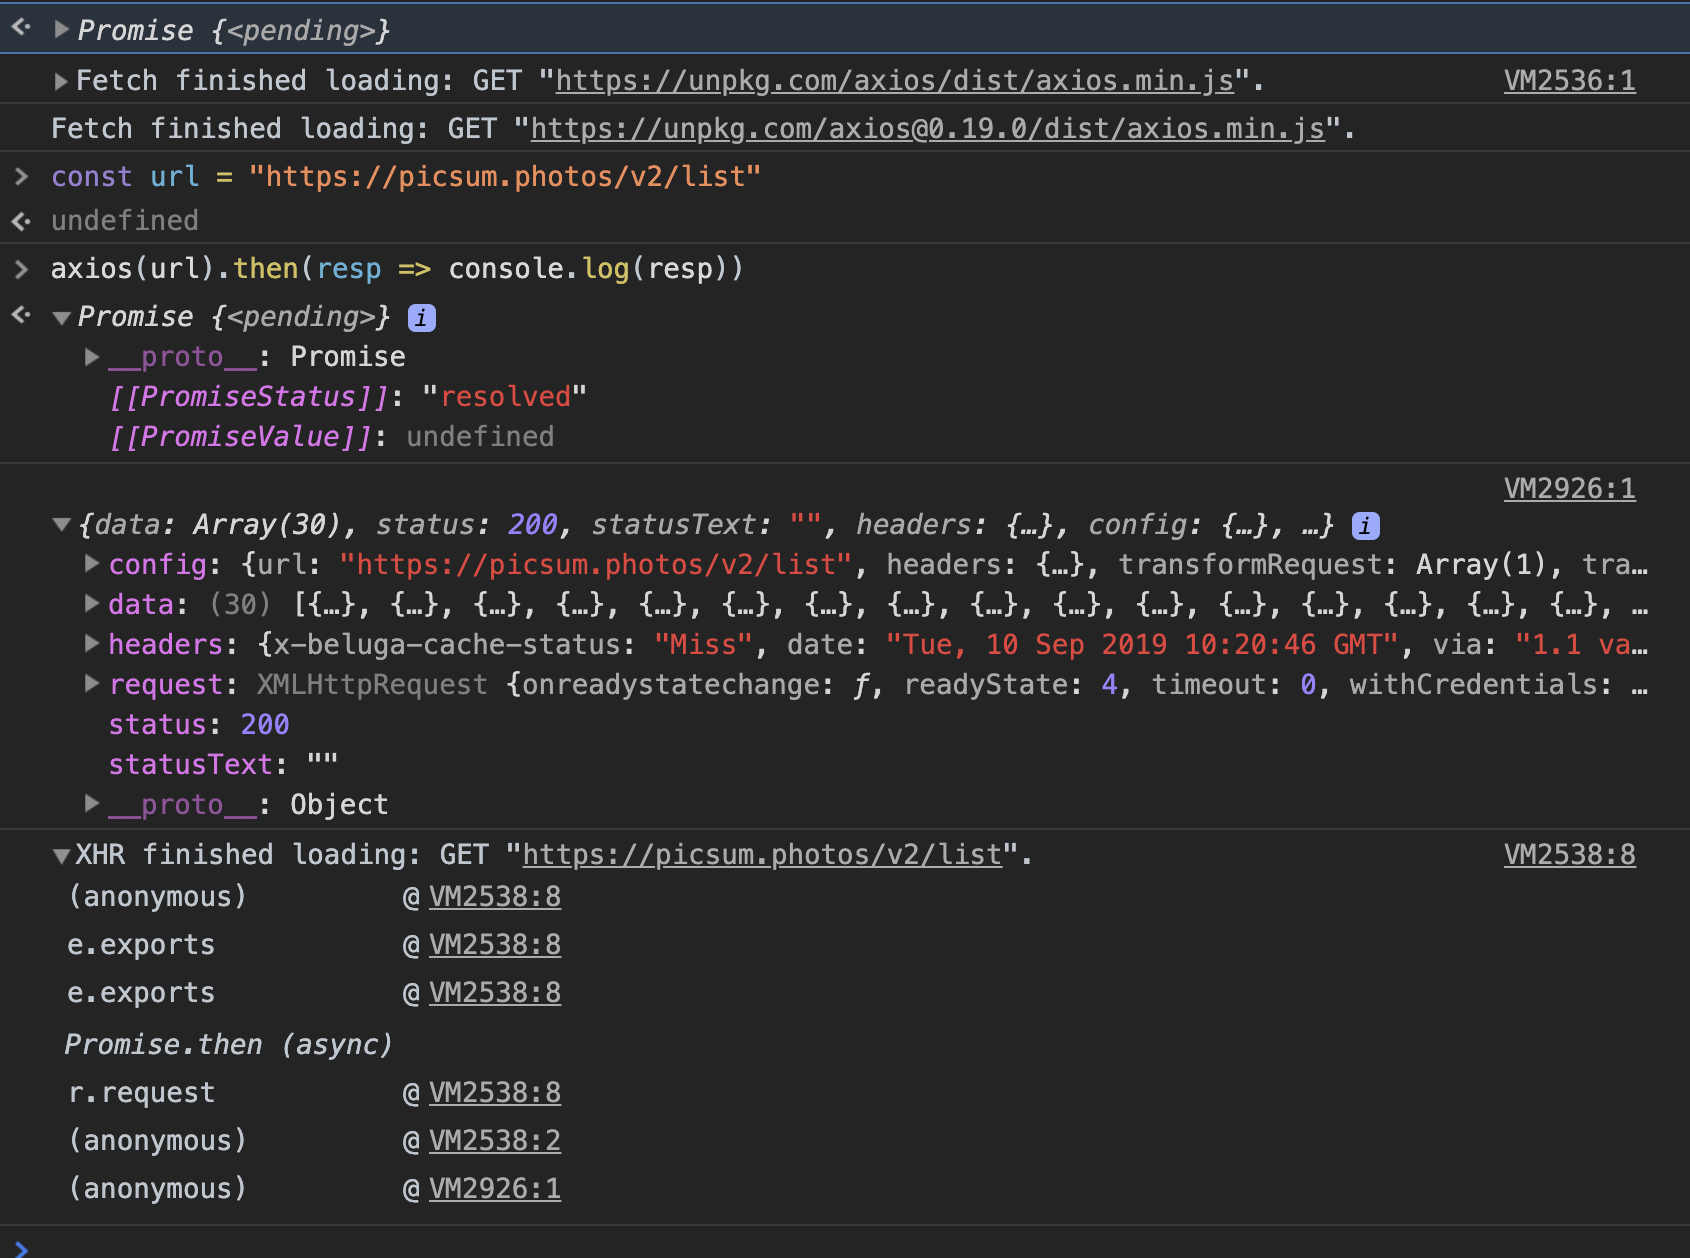 Promise {<pending>}
Fetch finished loading: GET "https://unpkg.com/axios/dist/axios.min.js". VM2536:1
Fetch finished loading: GET "https://unpkg.com/axios@0.19.0/dist/axios.min.js".
> const url = "https://picsum.photos/v2/list"
undefined
> axios(url).then(resp => console.log(resp))
Promise {<pending>} i
__proto__: Promise
[[PromiseStatus]]: "resolved"
[[PromiseValue]]: undefined
VM2926:1
{data: Array(30), status: 200, statusText: "", headers: {…}, config: {…}, …} i
config: {url: "https://picsum.photos/v2/list", headers: {…}, transformRequest: Array(1), tra…
data: (30) [{…}, {…}, {…}, {…}, {…}, {…}, {…}, {…}, {…}, {…}, {…}, {…}, {…}, {…}, {…}, {…}, …
headers: {x-beluga-cache-status: "Miss", date: "Tue, 10 Sep 2019 10:20:46 GMT", via: "1.1 va…
request: XMLHttpRequest {onreadystatechange: ƒ, readyState: 4, timeout: 0, withCredentials: …
status: 200
statusText: ""
__proto__: Object
XHR finished loading: GET "https://picsum.photos/v2/list". VM2538:8
(anonymous) @ VM2538:8
e.exports @ VM2538:8
e.exports @ VM2538:8
Promise.then (async)
r.request @ VM2538:8
(anonymous) @ VM2538:2
(anonymous) @ VM2926:1
>